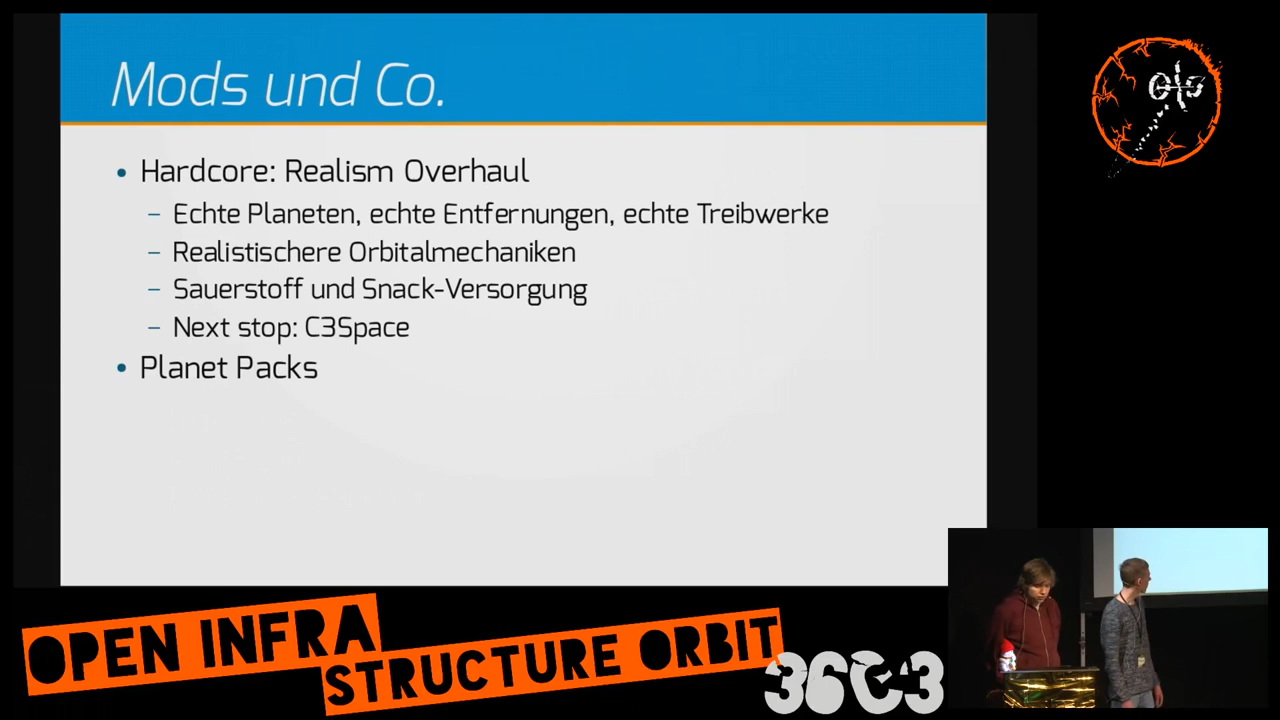 Mods und Co.
• Hardcore: Realism Overhaul
– Echte Planeten, echte Entfernungen, echte Treibwerke
– Realistischere Orbitalmechaniken
– Sauerstoff und Snack-Versorgung
– Next stop: C3Space
• Planet Packs
OIO
OPEN INFRA
STRUCTURE ORBIT
36C3